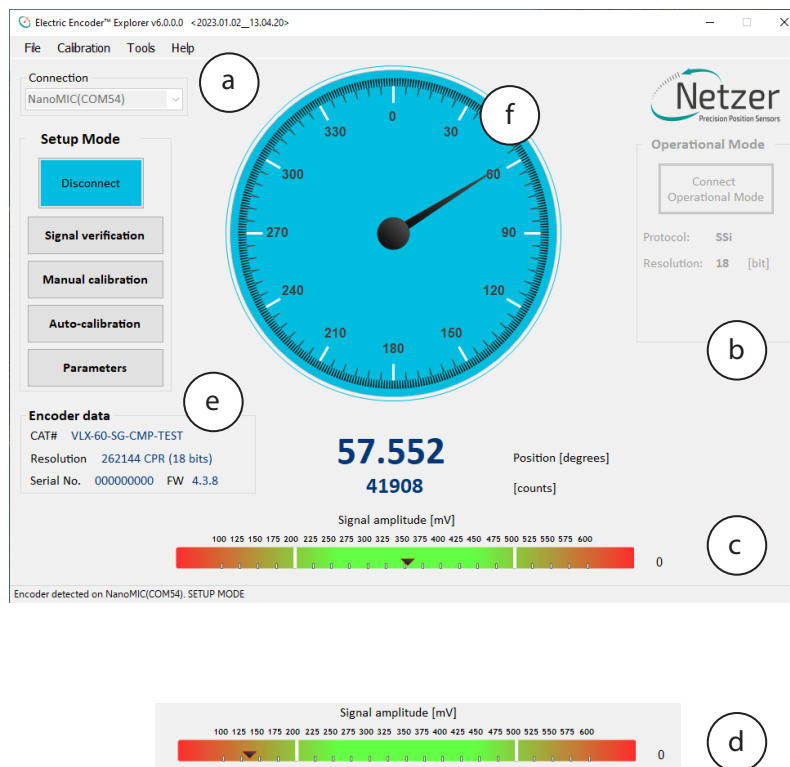 Electric Encoder™ Explorer v6.0.0.0 <2023.01.02__13.04.20>
File Calibration Tools Help
Connection
NanoMIC(COM54)
a
Setup Mode
Disconnect
Signal verification
Manual calibration
Auto-calibration
Parameters
e
Encoder data
CAT# VLX-60-SG-CMP-TEST
Resolution 262144 CPR (18 bits)
Serial No. 000000000 FW 4.3.8
f
0
30
60
90
120
150
180
210
240
270
300
330
Netzer
Precision Position Sensors
Operational Mode
Connect
Operational Mode
Protocol: SSi
Resolution: 18 [bit]
b
57.552 Position [degrees]
41908 [counts]
Signal amplitude [mV]
100 125 150 175 200 225 250 275 300 325 350 375 400 425 450 475 500 525 550 575 600
0
c
Encoder detected on NanoMIC(COM54). SETUP MODE
Signal amplitude [mV]
100 125 150 175 200 225 250 275 300 325 350 375 400 425 450 475 500 525 550 575 600
0
d